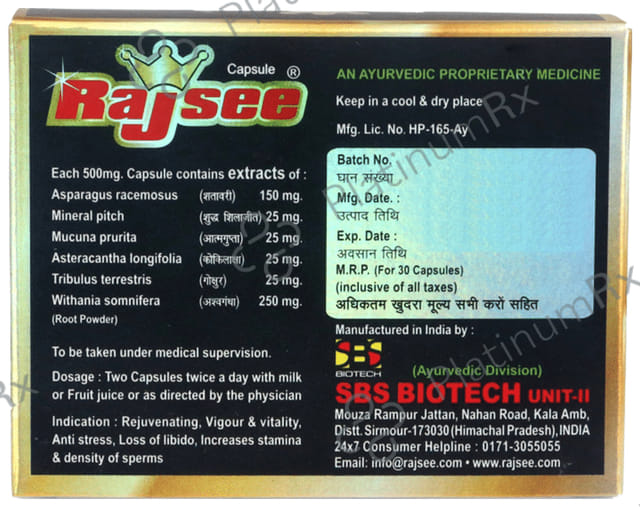 Capsule ®
Rajsee
Each 500mg. Capsule contains extracts of :
Asparagus racemosus (शतावरी) 150 mg.
Mineral pitch (शुद्ध शिलाजीत) 25 mg.
Mucuna prurita (आत्मगुप्ता) 25 mg.
Asteracantha longifolia (कोकिलाक्षा) 25 mg.
Tribulus terrestris (गोक्षुर) 25 mg.
Withania somnifera (अश्वगंधा) 250 mg.
(Root Powder)
To be taken under medical supervision.
Dosage : Two Capsules twice a day with milk
or Fruit juice or as directed by the physician
Indication : Rejuvenating, Vigour & vitality,
Anti stress, Loss of libido, Increases stamina
& density of sperms
AN AYURVEDIC PROPRIETARY MEDICINE
Keep in a cool & dry place
Mfg. Lic. No. HP-165-Ay
Batch No.
घान संख्या
Mfg. Date. :
उत्पाद तिथि
Exp. Date :
अवसान तिथि
M.R.P. (For 30 Capsules)
(inclusive of all taxes)
अधिकतम खुदरा मूल्य सभी करों सहित
Manufactured in India by :
SBS
BIOTECH
(Ayurvedic Division)
SBS BIOTECH UNIT-II
Mouza Rampur Jattan, Nahan Road, Kala Amb,
Distt. Sirmour-173030(Himachal Pradesh),INDIA
24x7 Consumer Helpline : 0171-3055055
Email: info@rajsee.com • www.rajsee.com
PlatinumRx
PlatinumRx
Rx